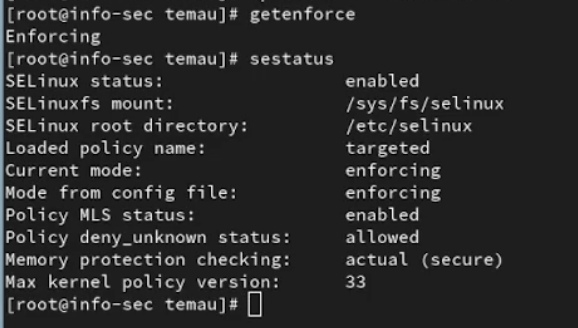 [root@info-sec temau]# getenforce
Enforcing
[root@info-sec temau]# sestatus
SELinux status:                 enabled
SELinuxfs mount:                /sys/fs/selinux
SELinux root directory:         /etc/selinux
Loaded policy name:             targeted
Current mode:                   enforcing
Mode from config file:          enforcing
Policy MLS status:              enabled
Policy deny_unknown status:     allowed
Memory protection checking:     actual (secure)
Max kernel policy version:      33
[root@info-sec temau]#